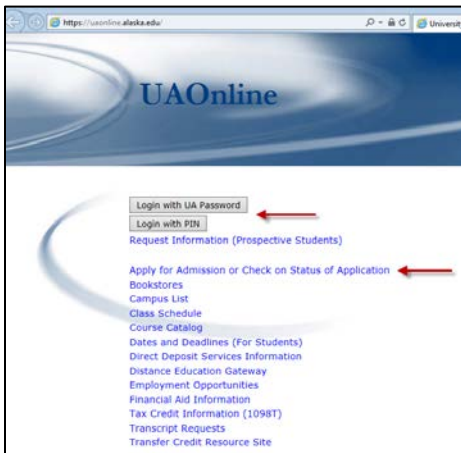 https://uaonline.alaska.edu/
University
UAOnline
Login with UA Password
Login with PIN
Request Information (Prospective Students)
Apply for Admission or Check on Status of Application
Bookstores
Campus List
Class Schedule
Course Catalog
Dates and Deadlines (For Students)
Direct Deposit Services Information
Distance Education Gateway
Employment Opportunities
Financial Aid Information
Tax Credit Information (1098T)
Transcript Requests
Transfer Credit Resource Site